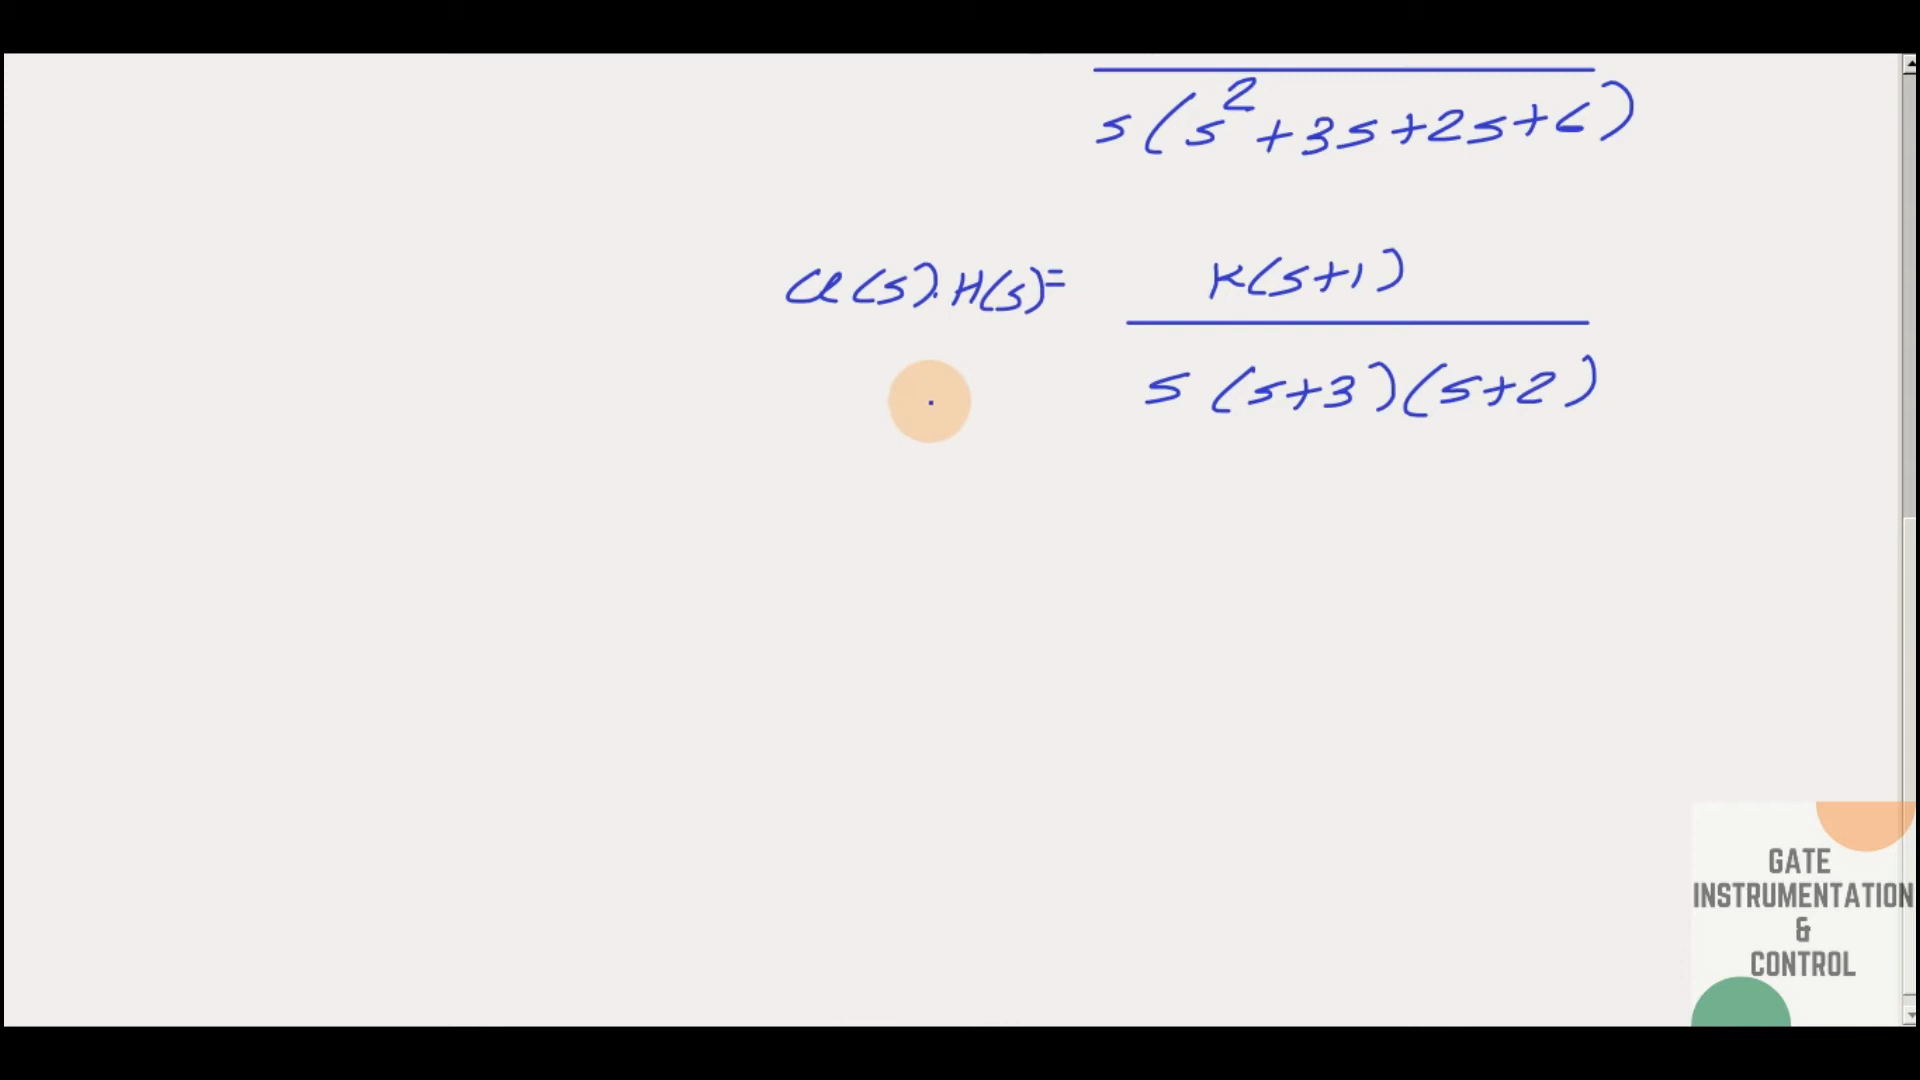 s(s²+3s+2s+6)
G(s).H(s)= K(s+1)
s(s+3)(s+2)
GATE
INSTRUMENTATION
&
CONTROL